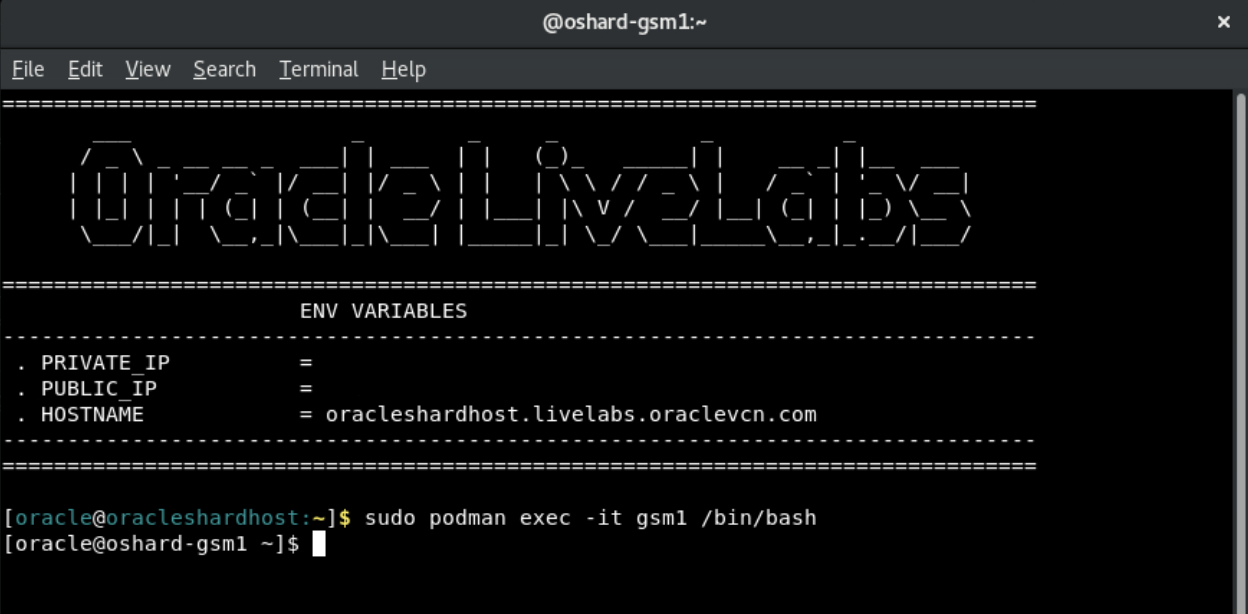 @oshard-gsm1:~
File Edit View Search Terminal Help
================================================================================
Oracle LiveLabs
================================================================================
ENV VARIABLES
--------------------------------------------------------------------------------
. PRIVATE_IP =
. PUBLIC_IP =
. HOSTNAME = oracleshardhost.livelabs.oraclevcn.com
--------------------------------------------------------------------------------
================================================================================
[oracle@oracleshardhost:~]$ sudo podman exec -it gsm1 /bin/bash
[oracle@oshard-gsm1 ~]$